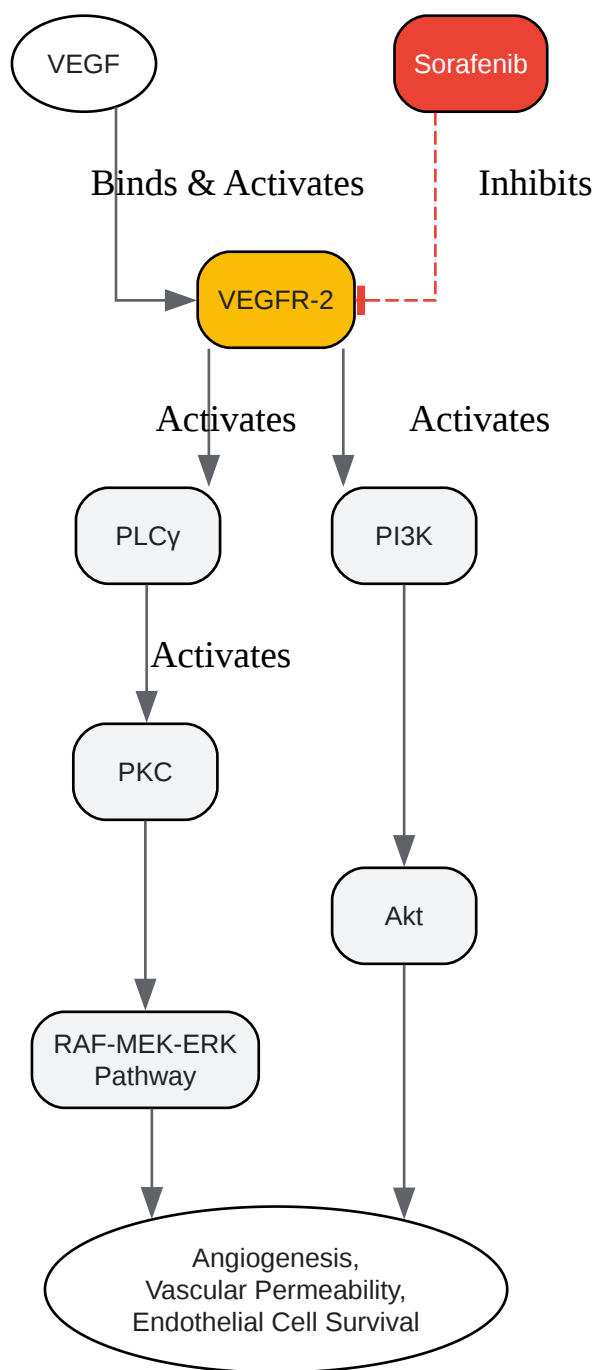 VEGF
Sorafenib
Binds & Activates
Inhibits
VEGFR-2
Activates
Activates
PLCγ
PI3K
Activates
PKC
Akt
RAF-MEK-ERK
Pathway
Angiogenesis,
Vascular Permeability,
Endothelial Cell Survival